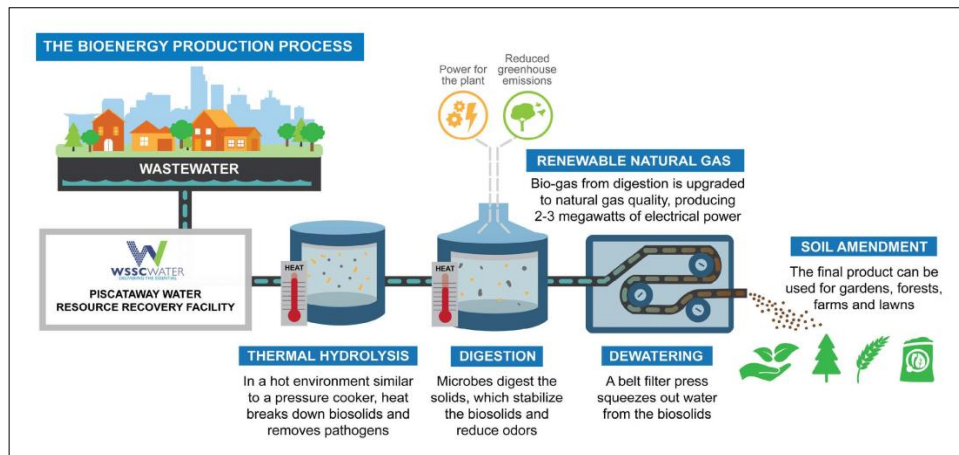 THE BIOENERGY PRODUCTION PROCESS
WASTEWATER
WSSCWATER
DELIVERING THE ESSENTIAL
PISCATAWAY WATER
RESOURCE RECOVERY FACILITY
HEAT
THERMAL HYDROLYSIS
In a hot environment similar
to a pressure cooker, heat
breaks down biosolids and
removes pathogens
HEAT
DIGESTION
Microbes digest the
solids, which stabilize
the biosolids and
reduce odors
Power for
the plant
Reduced
greenhouse
emissions
RENEWABLE NATURAL GAS
Bio-gas from digestion is upgraded
to natural gas quality, producing
2-3 megawatts of electrical power
DEWATERING
A belt filter press
squeezes out water
from the biosolids
SOIL AMENDMENT
The final product can be
used for gardens, forests,
farms and lawns